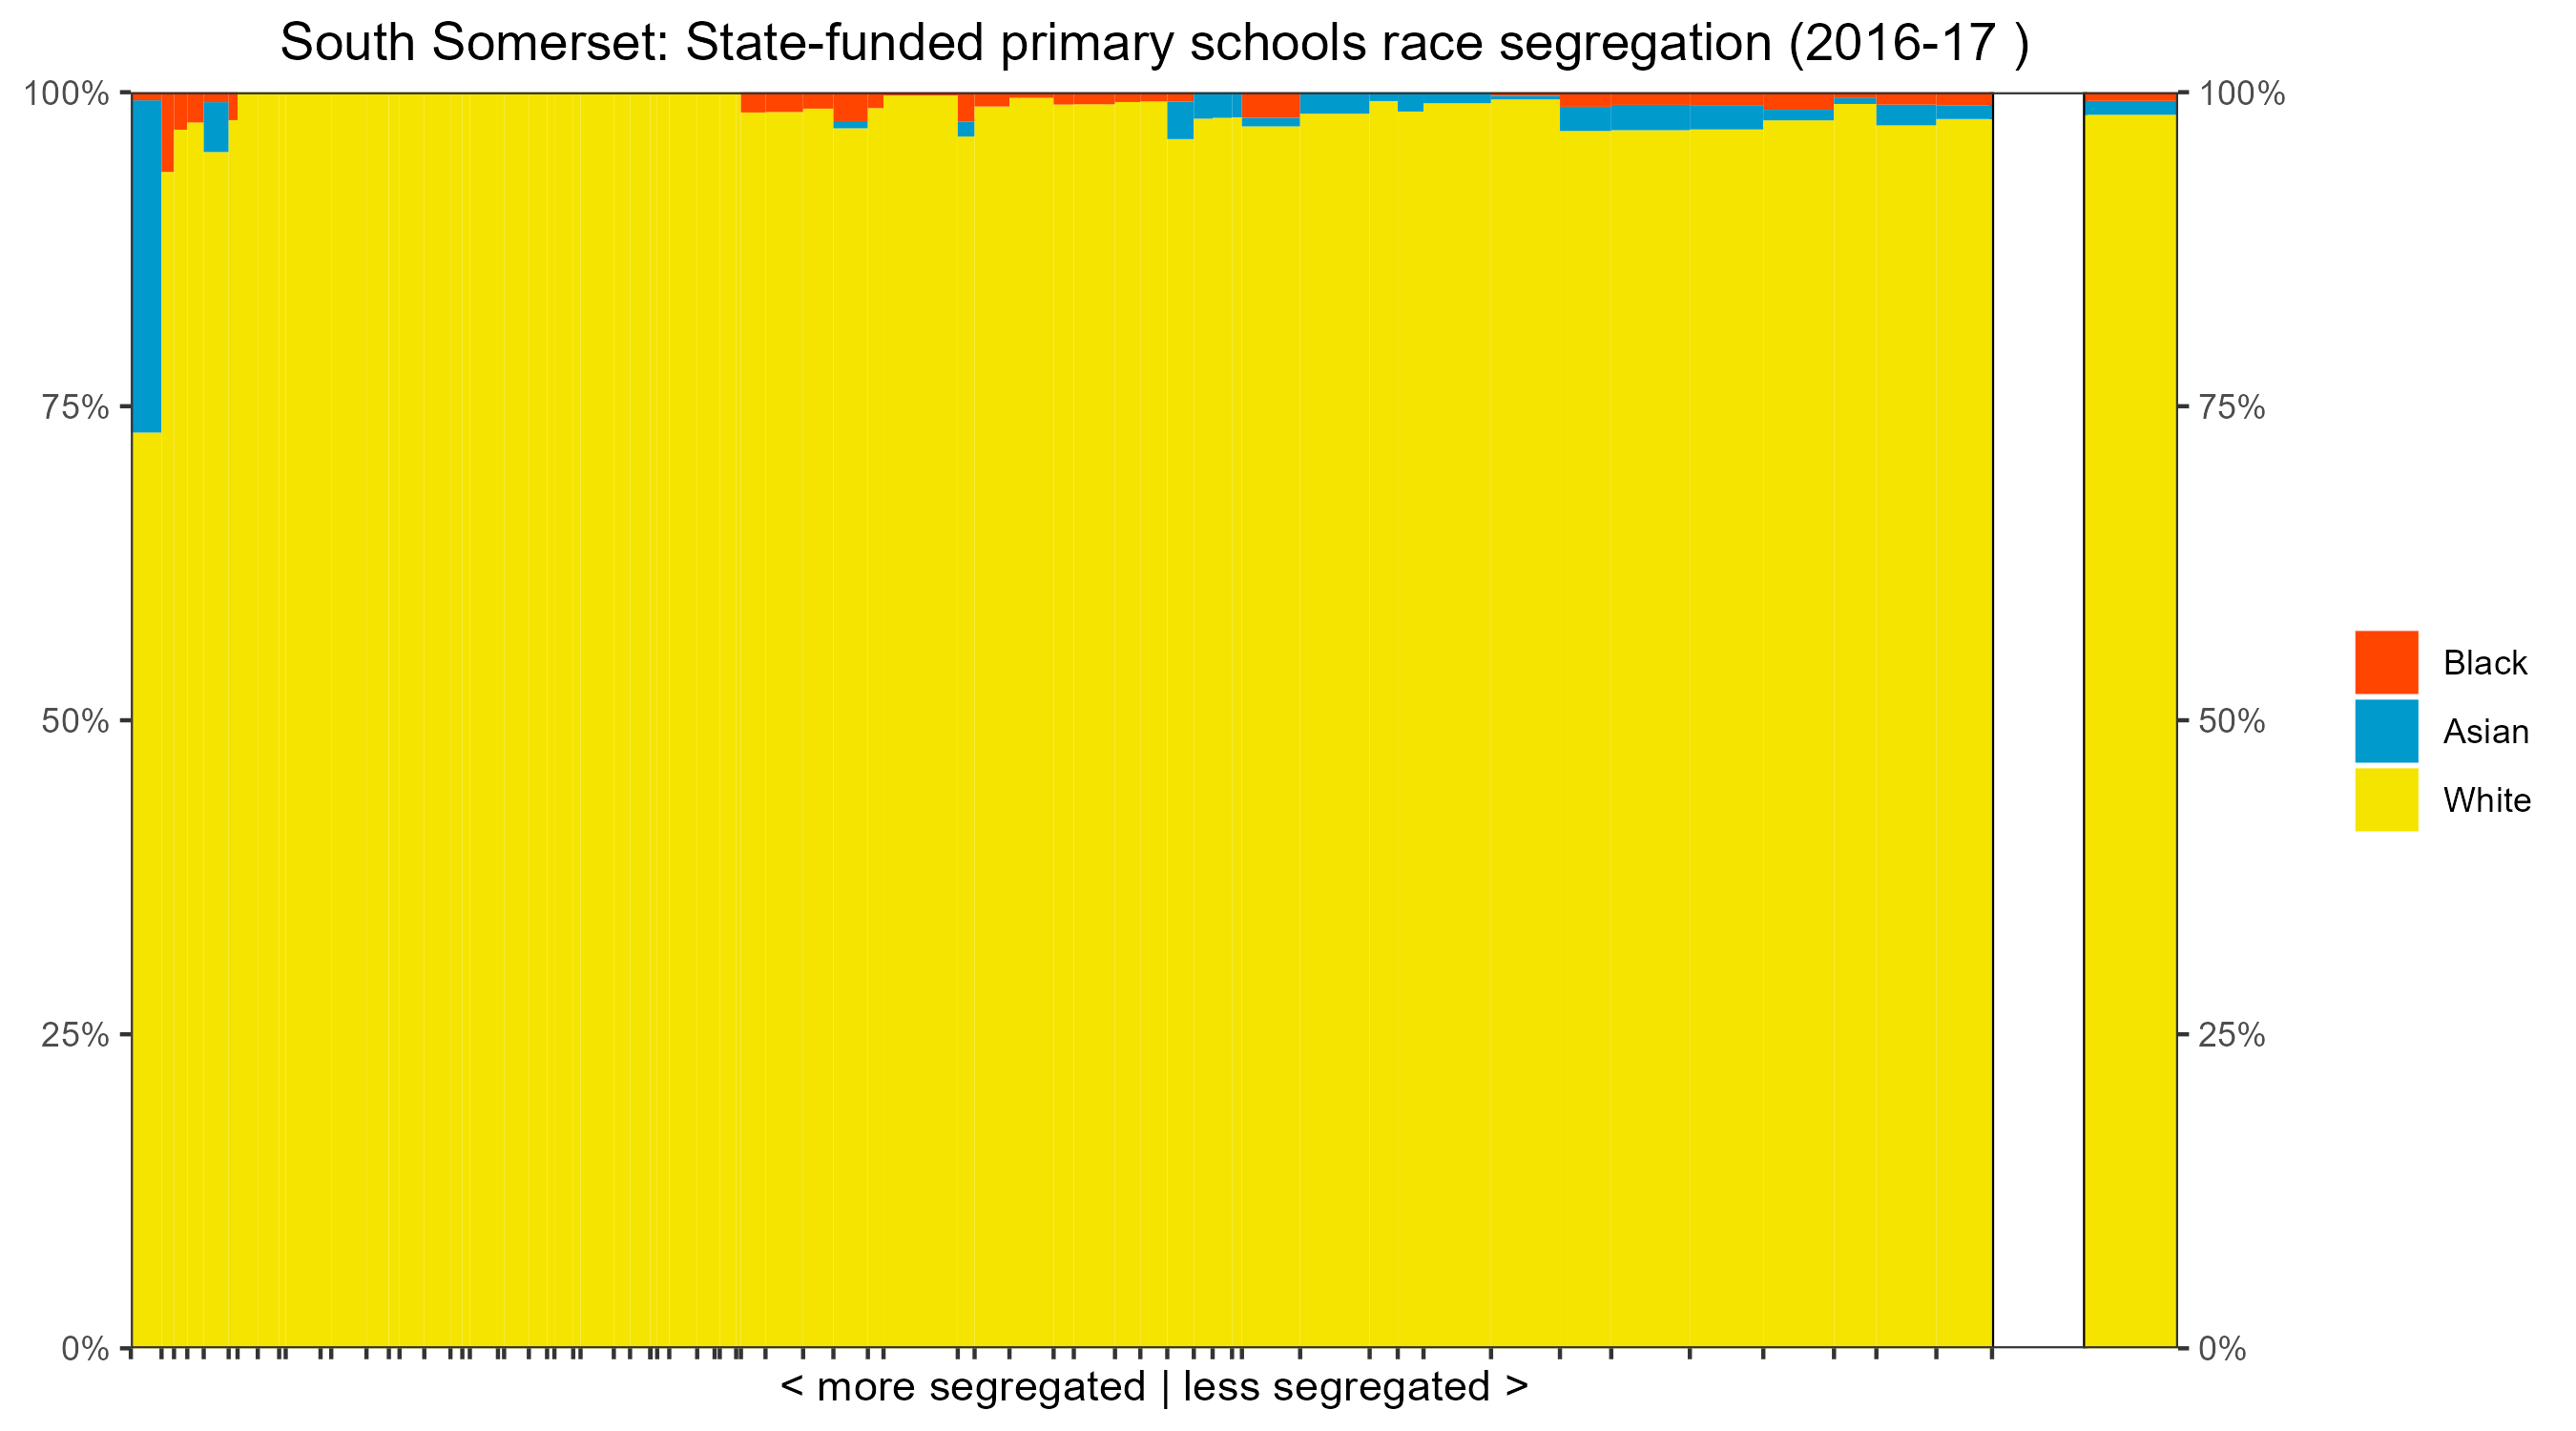 South Somerset: State-funded primary schools race segregation (2016-17 )
100%
75%
50%
25%
0%
100%
75%
50%
25%
0%
Black
Asian
White
< more segregated | less segregated >